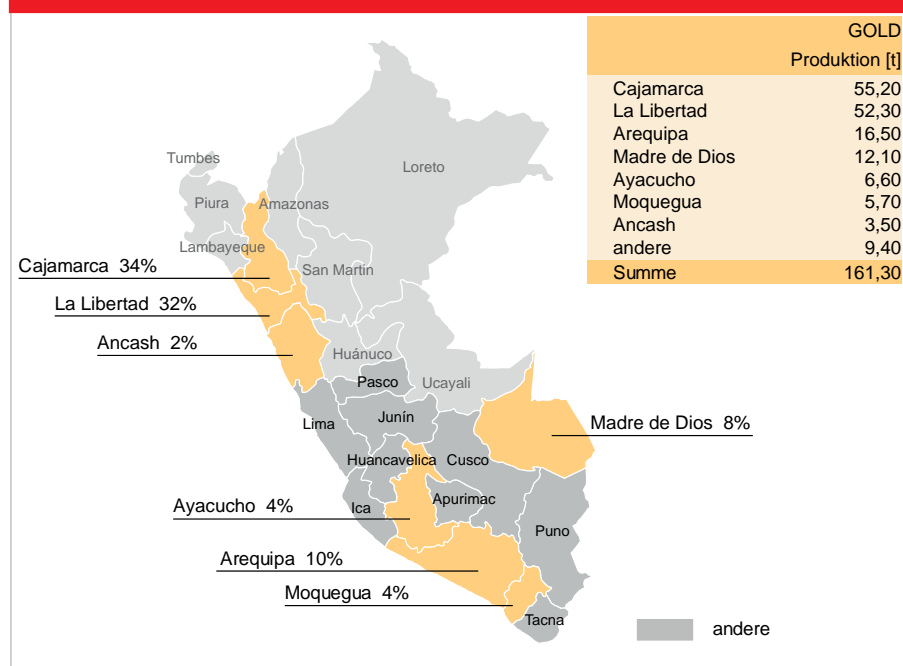 GOLD
Produktion [t]
Cajamarca 55,20
La Libertad 52,30
Arequipa 16,50
Madre de Dios 12,10
Ayacucho 6,60
Moquegua 5,70
Ancash 3,50
andere 9,40
Summe 161,30
Tumbes
Loreto
Piura
Amazonas
Lambayeque
Cajamarca 34%
San Martin
La Libertad 32%
Ancash 2%
Huánuco
Pasco
Ucayali
Lima
Junín
Madre de Dios 8%
Huancavelica
Cusco
Ayacucho 4%
Ica
Apurimac
Puno
Arequipa 10%
Moquegua 4%
Tacna
andere